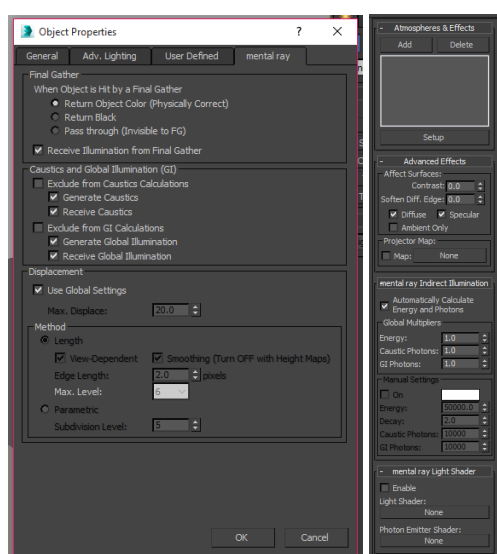 Object Properties
?
General
Adv. Lighting
User Defined
mental ray
Final Gather
When Object is Hit by a Final Gather
Return Object Color (Physically Correct)
Return Black
Pass through (Invisible to FG)
Receive Illumination from Final Gather
Caustics and Global Illumination (GI)
Exclude from Caustics Calculations
Generate Caustics
Receive Caustics
Exclude from GI Calculations
Generate Global Illumination
Receive Global Illumination
Displacement
Use Global Settings
Max. Displace: 20.0
Method
Length
View-Dependent
Smoothing (Turn OFF with Height Maps)
Edge Length: 2.0 pixels
Max. Level: 6
Parametric
Subdivision Level: 5
OK
Cancel
- Atmospheres & Effects
Add
Delete
Setup
- Advanced Effects
Affect Surfaces:
Contrast: 0.0
Soften Diff. Edge: 0.0
Diffuse
Specular
Ambient Only
Projector Map:
Map: None
mental ray Indirect Illumination
Automatically Calculate
Energy and Photons
Global Multipliers
Energy: 1.0
Caustic Photons: 1.0
GI Photons: 1.0
Manual Settings
On
Energy: 50000.0
Decay: 2.0
Caustic Photons: 10000
GI Photons: 10000
- mental ray Light Shader
Enable
Light Shader:
None
Photon Emitter Shader:
None